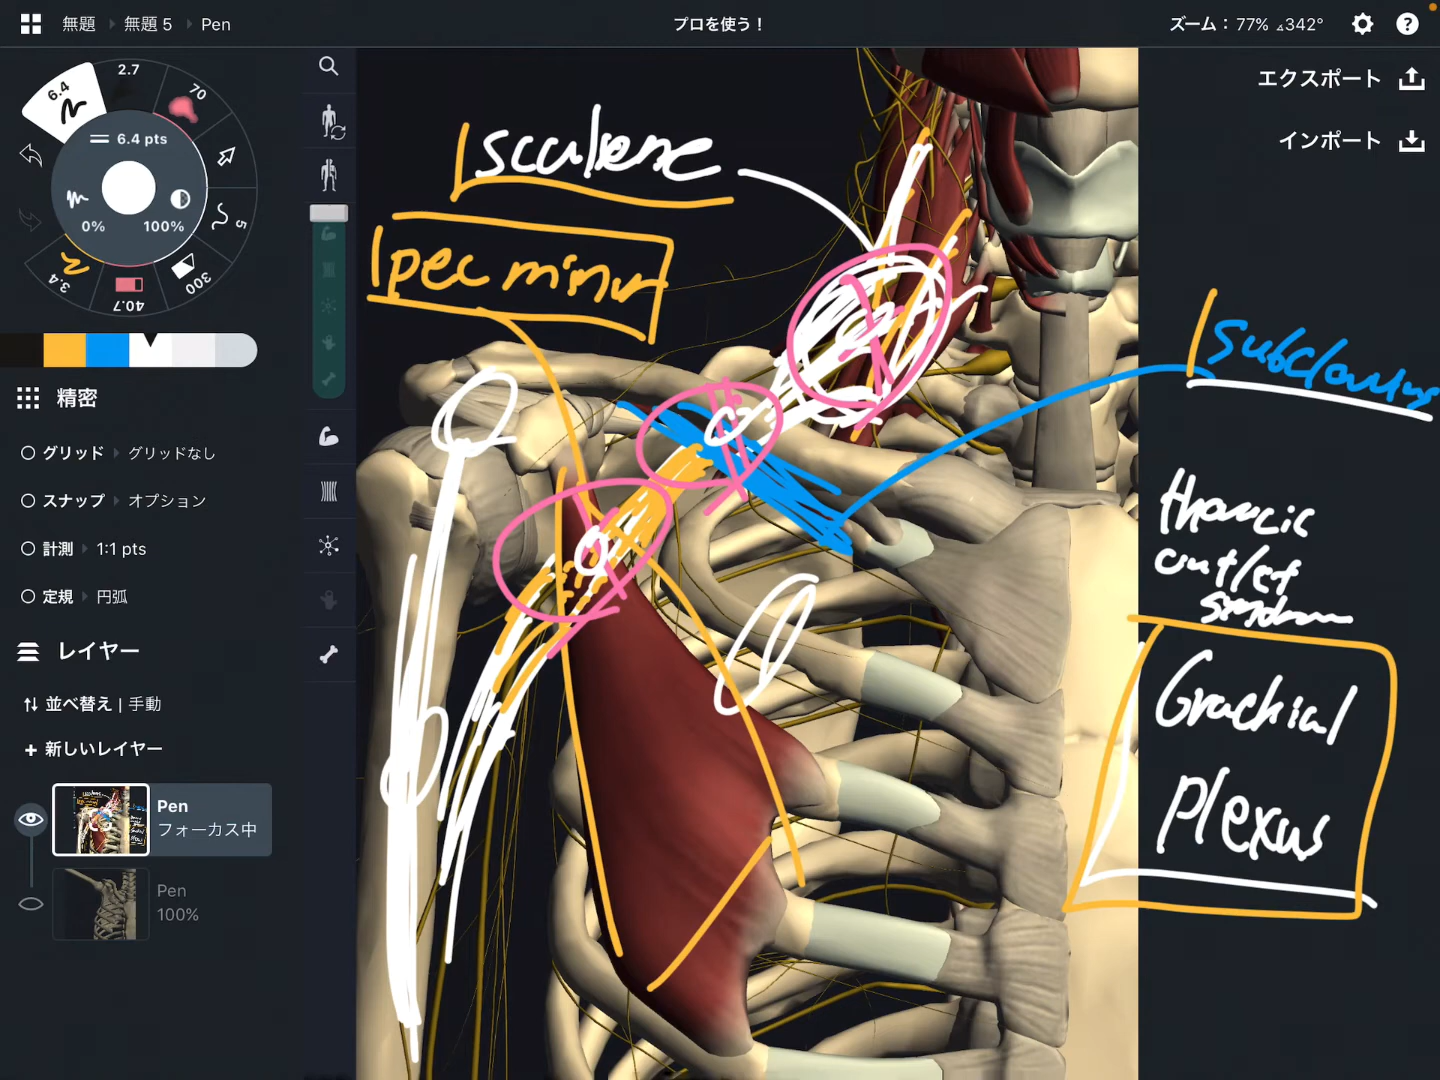 無題 無題 5 Pen
プロを使う！
ズーム：77% ⊿342°
エクスポート
インポート
2.7
6.4
70
6.4 pts
0% 100%
5
3.4
40.7
300
精密
グリッド グリッドなし
スナップ オプション
計測 1:1 pts
定規 円弧
レイヤー
並べ替え | 手動
+ 新しいレイヤー
Pen
フォーカス中
Pen
100%
scalene
pec minor
subclavius
thoracic
outlet
syndrome
Brachial
plexus